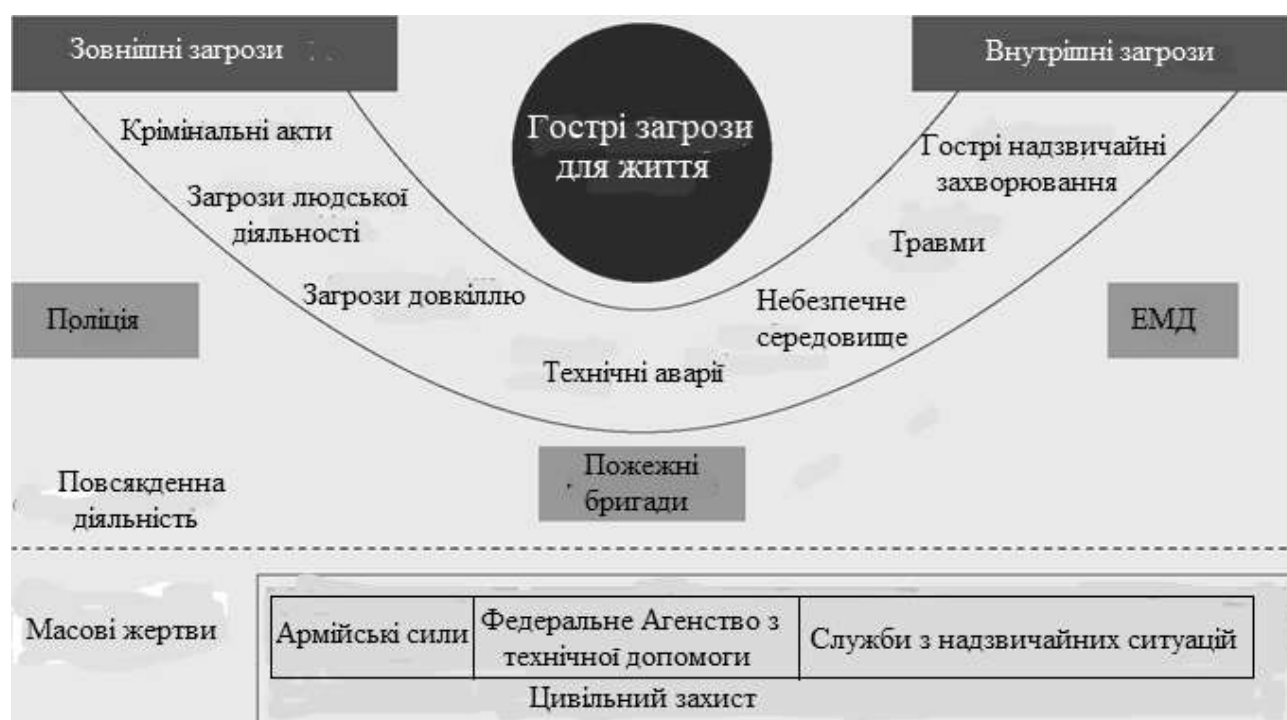 Зовнішні загрози
Внутрішні загрози
Гострі загрози
для життя
Крімінальні акти
Загрози людської
діяльності
Загрози довкіллю
Технічні аварії
Небезпечне
середовище
Травми
Гострі надзвичайні
захворювання
Поліція
ЕМД
Пожежні
бригади
Повсякденна
діяльність
Масові жертви
Армійські сили
Федеральне Агенство з
технічної допомоги
Служби з надзвичайних ситуацій
Цивільний захист